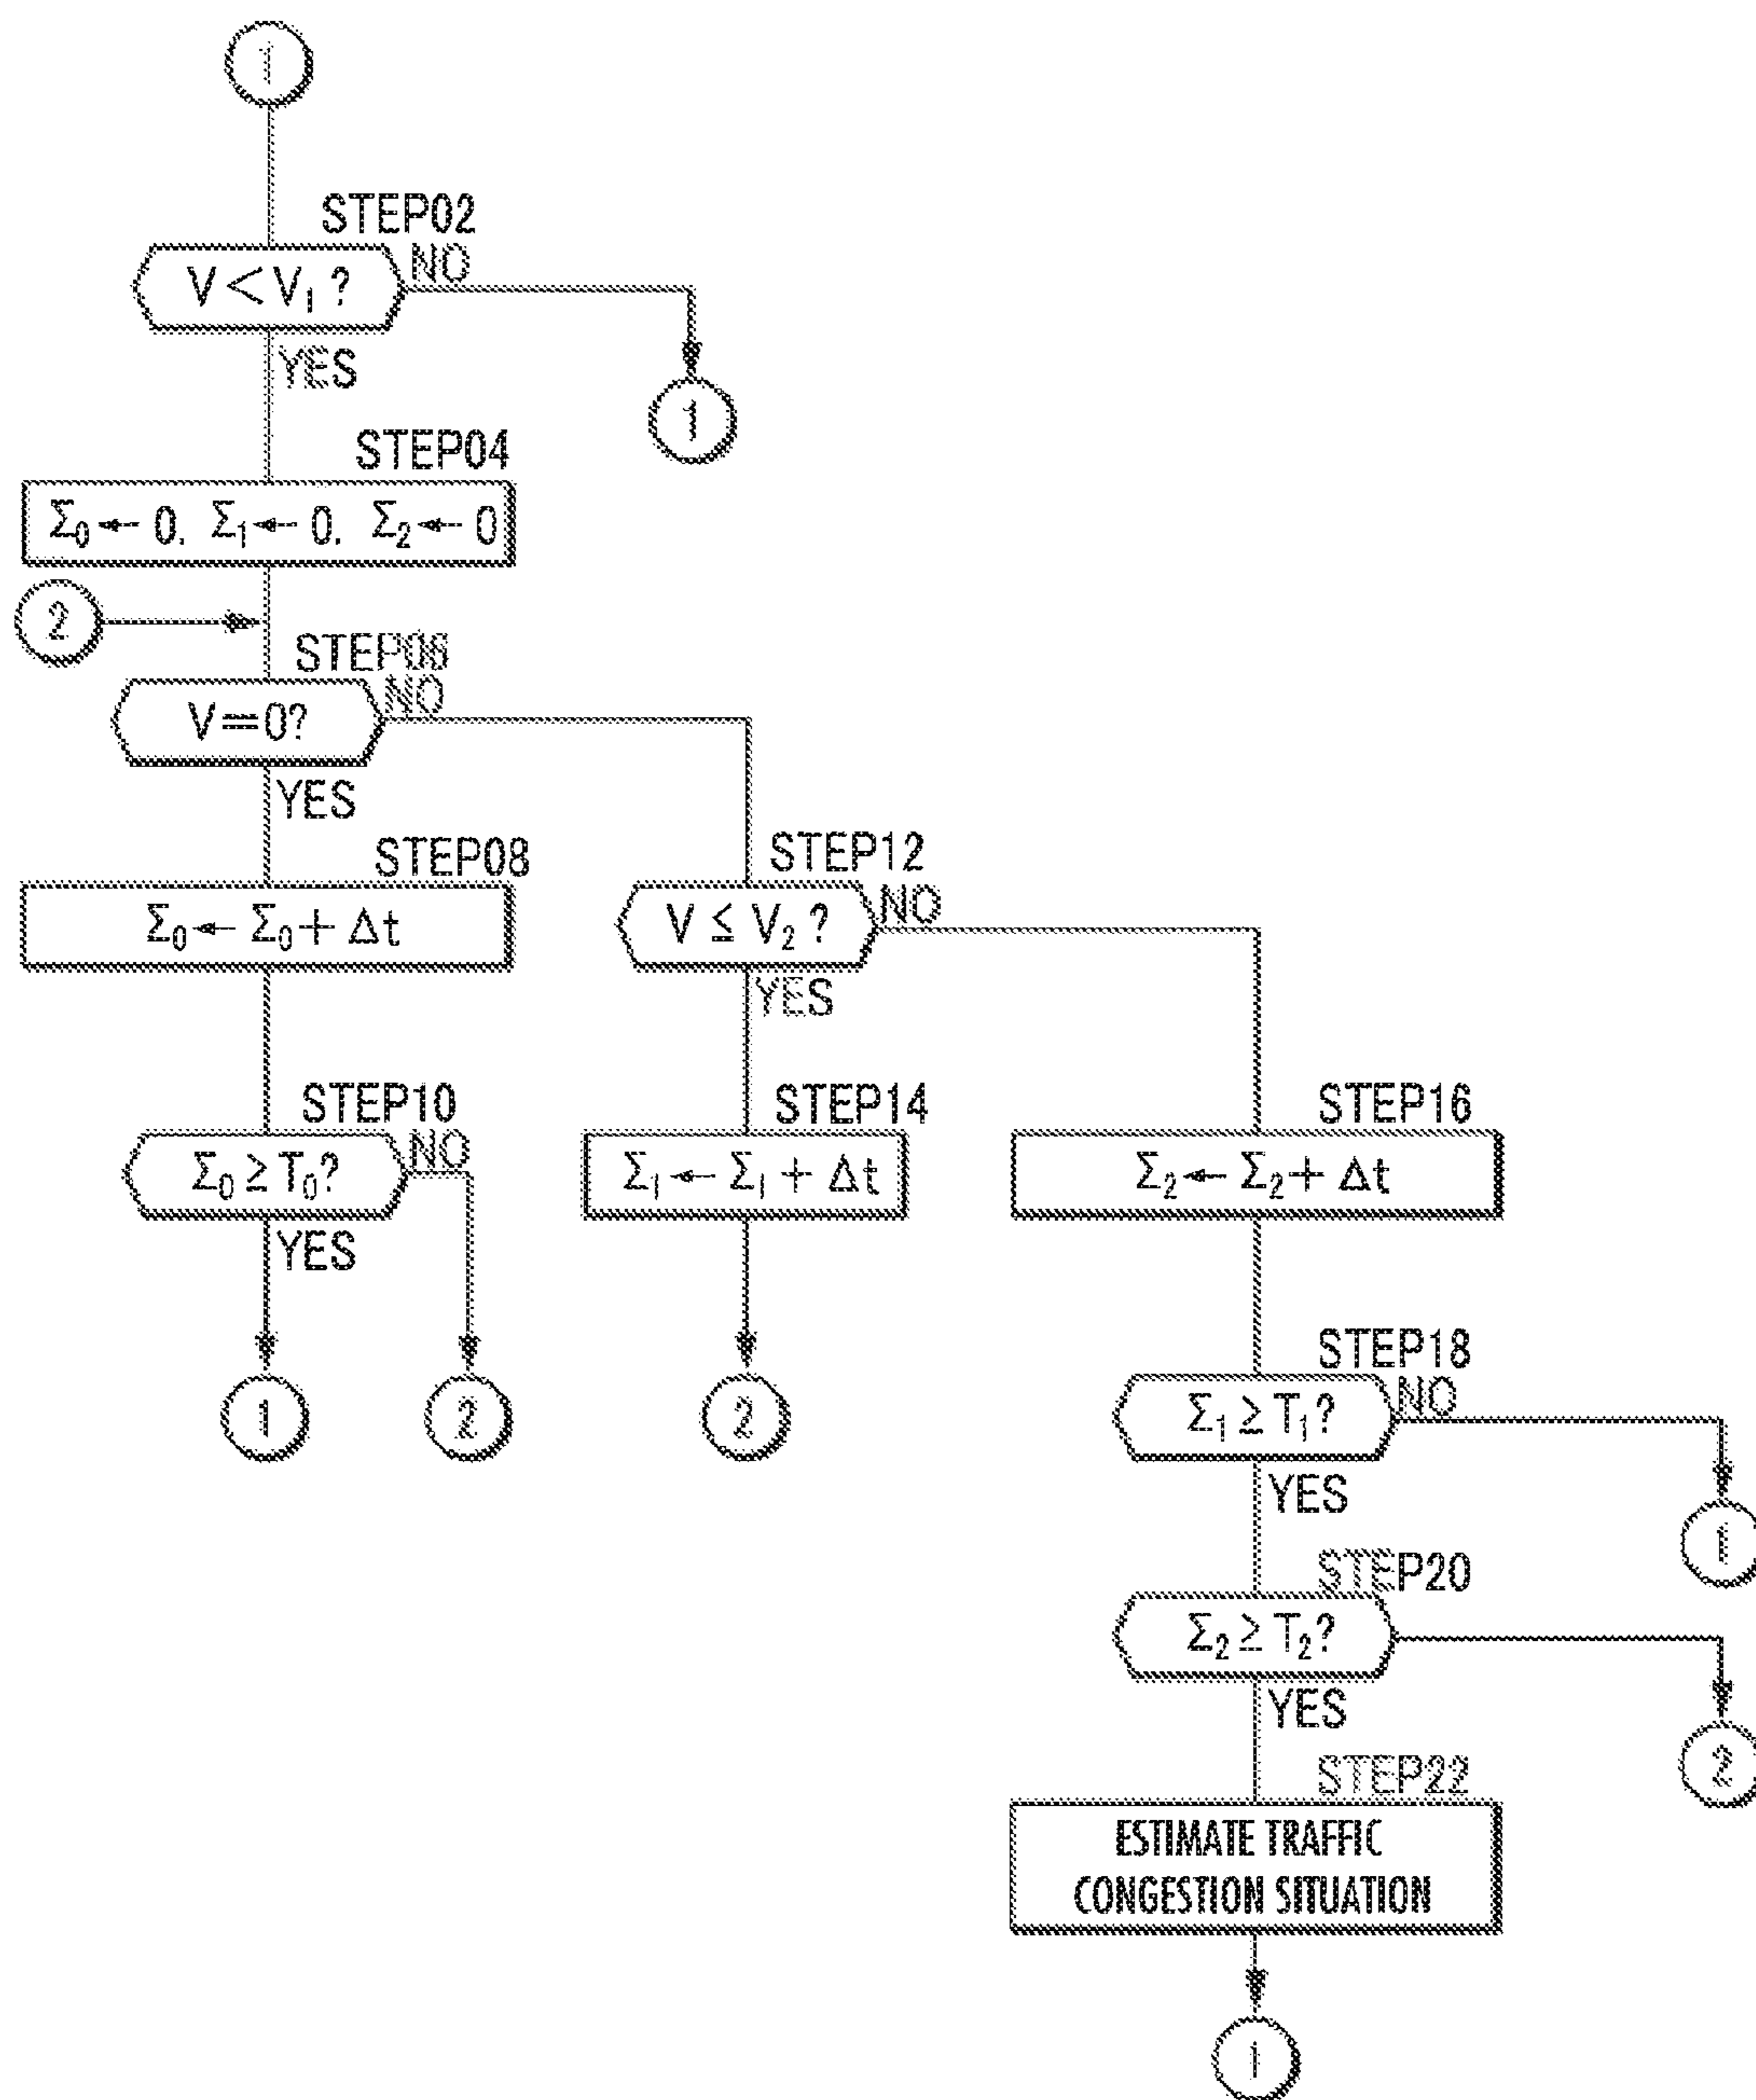 1
STEP02
V < V₁ ?
NO
YES
1
STEP04
Σ₀ ← 0. Σ₁ ← 0. Σ₂ ← 0
2
STEP06
V = 0?
NO
YES
STEP08
Σ₀ ← Σ₀ + Δt
STEP12
V ≤ V₂ ?
NO
YES
STEP10
Σ₀ ≥ T₀?
NO
YES
STEP14
Σ₁ ← Σ₁ + Δt
STEP16
Σ₂ ← Σ₂ + Δt
1
2
2
STEP18
Σ₁ ≥ T₁?
NO
YES
1
STEP20
Σ₂ ≥ T₂?
YES
2
STEP22
ESTIMATE TRAFFIC
CONGESTION SITUATION
1